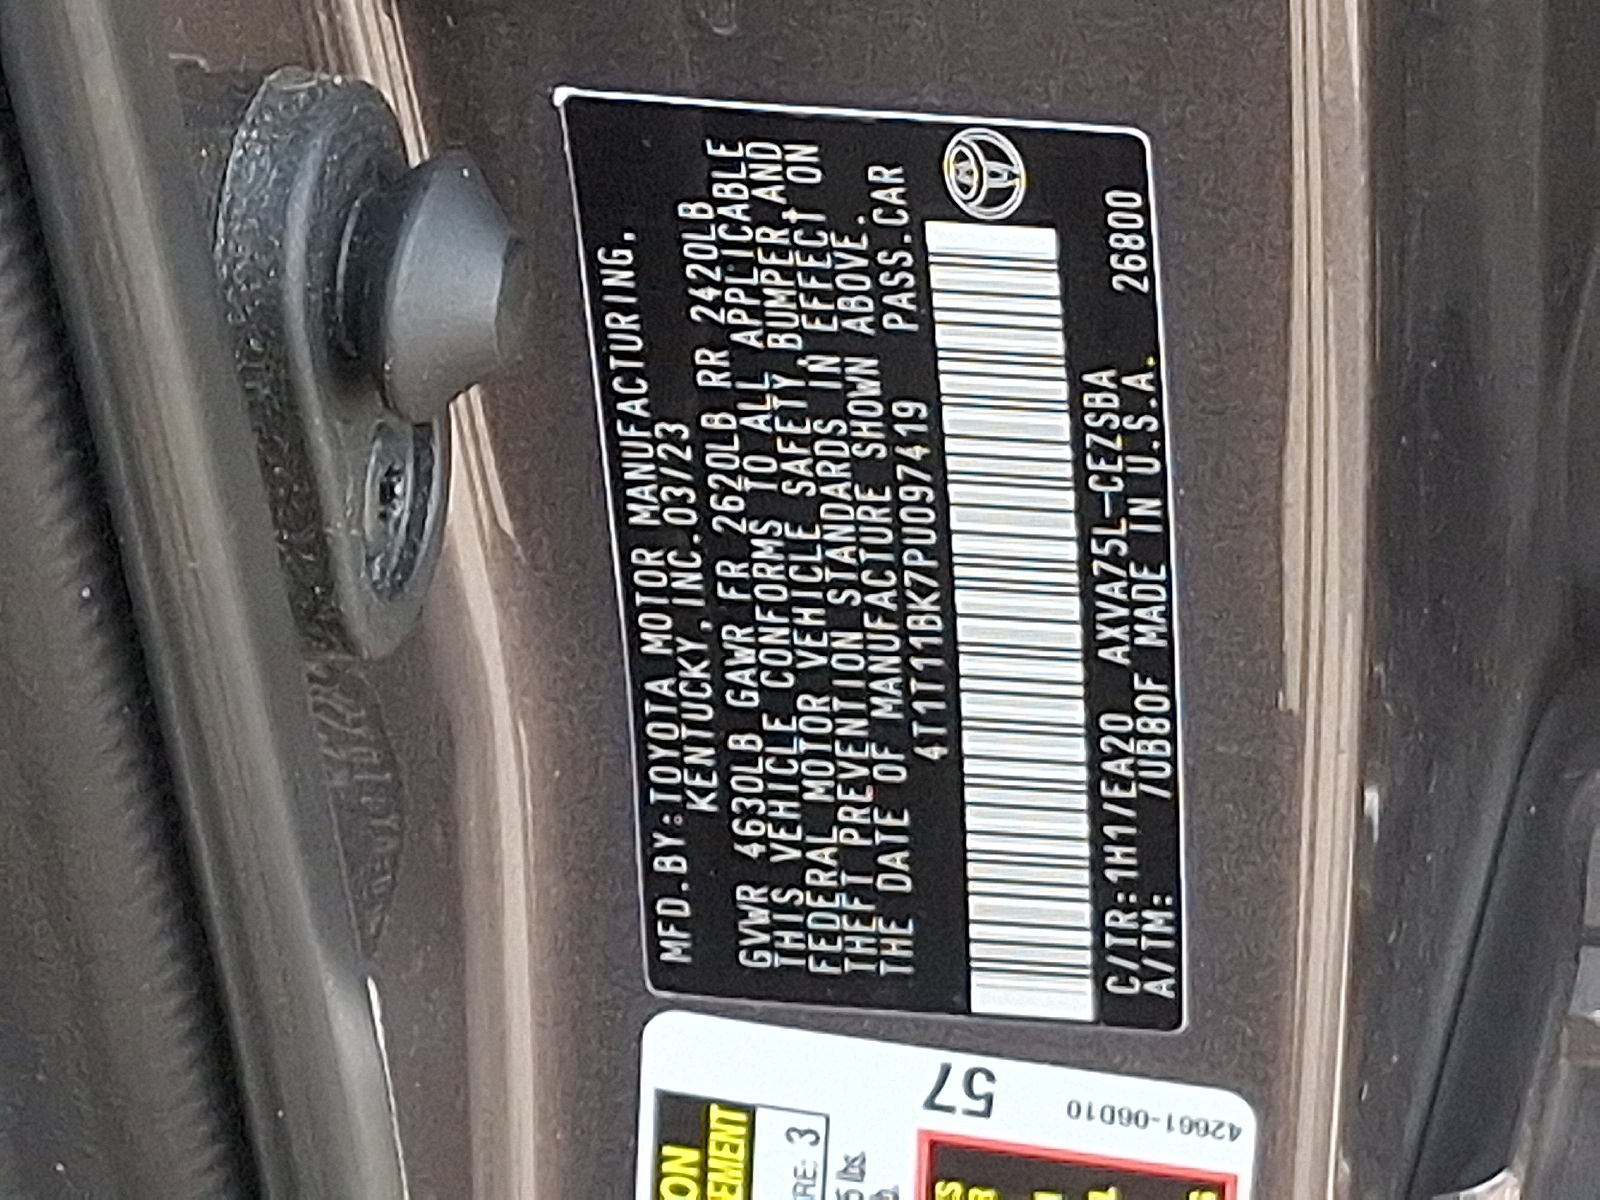 MFD.BY:TOYOTA MOTOR MANUFACTURING,
KENTUCKY, INC. 03/23
GVWR 4630LB GAWR FR 2620LB RR 2420LB
THIS VEHICLE CONFORMS TO ALL APPLICABLE
FEDERAL MOTOR VEHICLE SAFETY, BUMPER, AND
THEFT PREVENTION STANDARDS IN EFFECT ON
THE DATE OF MANUFACTURE SHOWN ABOVE.
4T1T11BK7PU097419 PASS.CAR
C/TR:1H1/EA20 AXVA75L-CEZSBA 26800
A/TM: /UB80F MADE IN U.S.A.
57
42661-06D10
3
lbs